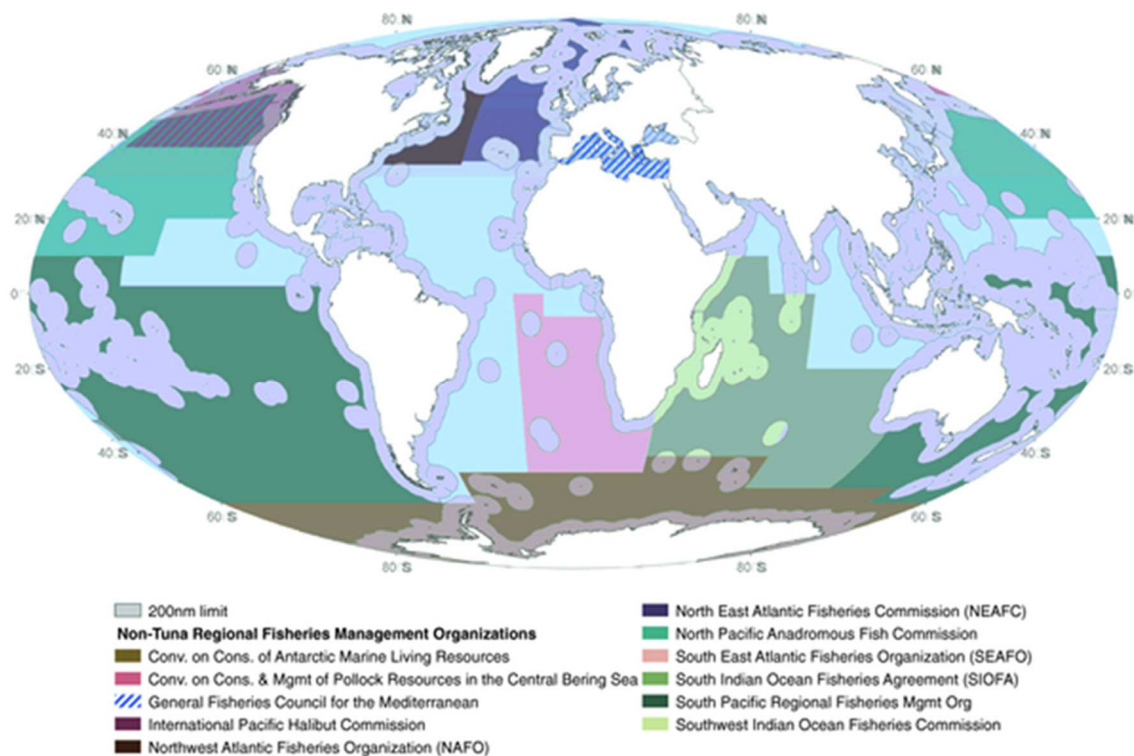 80 N 80 N
60 N 60 N
40 N 40 N
20 N 20 N
0 0
20 S 20 S
40 S 40 S
60 S 60 S
80 S 80 S
200nm limit
Non-Tuna Regional Fisheries Management Organizations
Conv. on Cons. of Antarctic Marine Living Resources
Conv. on Cons. & Mgmt of Pollock Resources in the Central Bering Sea
General Fisheries Council for the Mediterranean
International Pacific Halibut Commission
Northwest Atlantic Fisheries Organization (NAFO)
North East Atlantic Fisheries Commission (NEAFC)
North Pacific Anadromous Fish Commission
South East Atlantic Fisheries Organization (SEAFO)
South Indian Ocean Fisheries Agreement (SIOFA)
South Pacific Regional Fisheries Mgmt Org
Southwest Indian Ocean Fisheries Commission